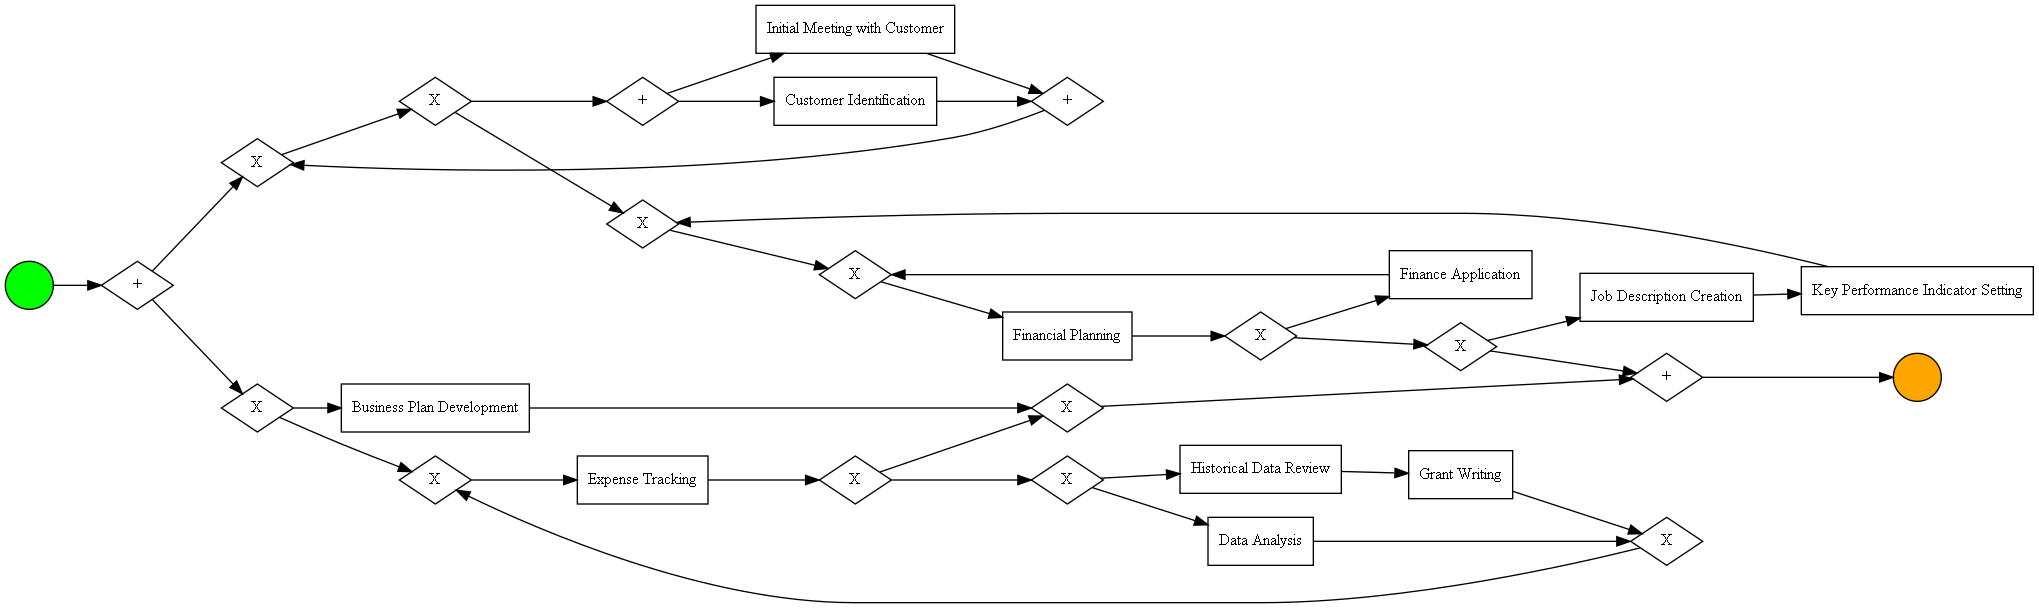 Initial Meeting with Customer
X
+
Customer Identification
+
X
X
Finance Application
X
Key Performance Indicator Setting
Job Description Creation
+
Financial Planning
X
X
+
X
Business Plan Development
X
X
Expense Tracking
X
X
Historical Data Review
Grant Writing
Data Analysis
X